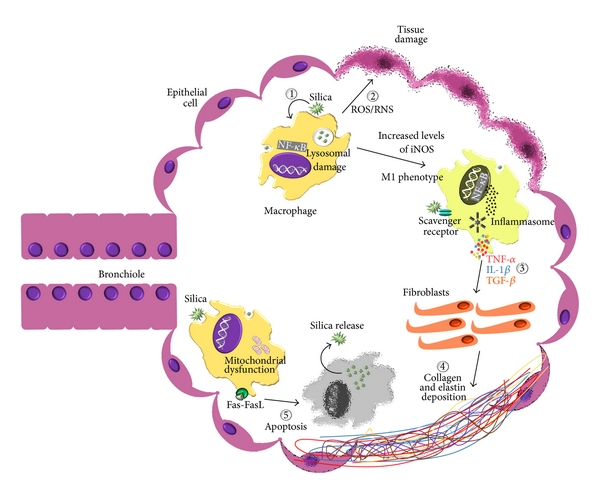 Tissue
damage
Epithelial
cell
①
Silica
②
ROS/RNS
NF-κB
Lysosomal
damage
Macrophage
Increased levels
of iNOS
M1 phenotype
NF-κB
Scavenger
receptor
Inflammasome
TNF-α
IL-1β
TGF-β
③
Bronchiole
Fibroblasts
Silica
Mitochondrial
dysfunction
Fas-FasL
Silica release
⑤
Apoptosis
④
Collagen
and elastin
deposition